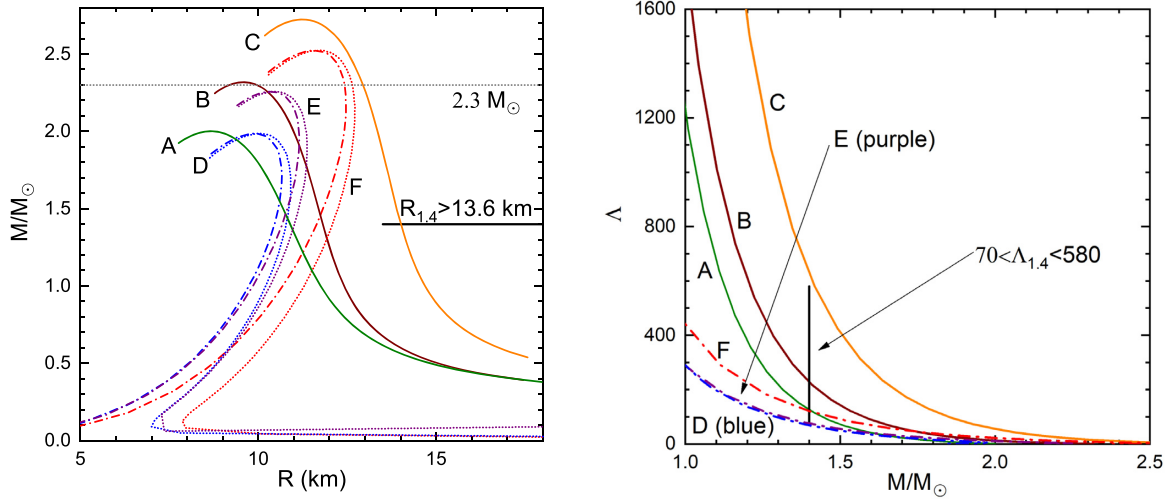 C
B
A
D
E
F
2.3 M☉
R1.4>13.6 km
2.5
2.0
1.5
1.0
0.5
0.0
M/M☉
5
10
15
R (km)
1600
1200
800
400
0
Λ
C
E (purple)
B
A
70<Λ1.4<580
F
D (blue)
1.0
1.5
2.0
2.5
M/M☉